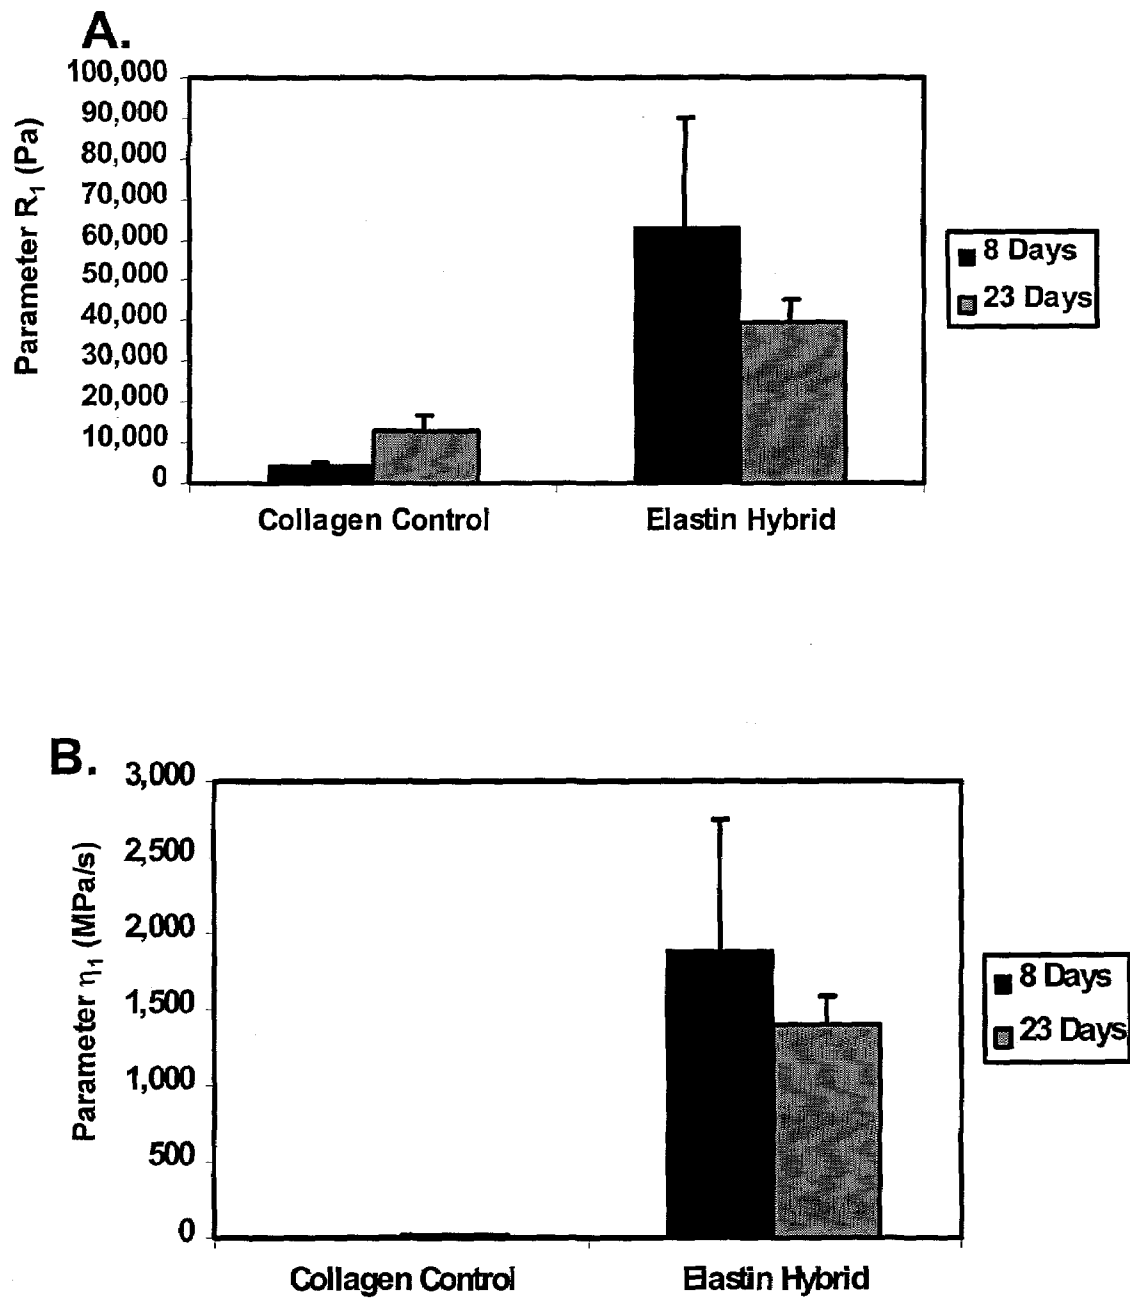 A.
100,000
90,000
80,000
70,000
60,000
50,000
40,000
30,000
20,000
10,000
0
Parameter R₁ (Pa)
Collagen Control
Elastin Hybrid
8 Days
23 Days
B.
3,000
2,500
2,000
1,500
1,000
500
0
Parameter η₁ (MPa/s)
Collagen Control
Elastin Hybrid
8 Days
23 Days